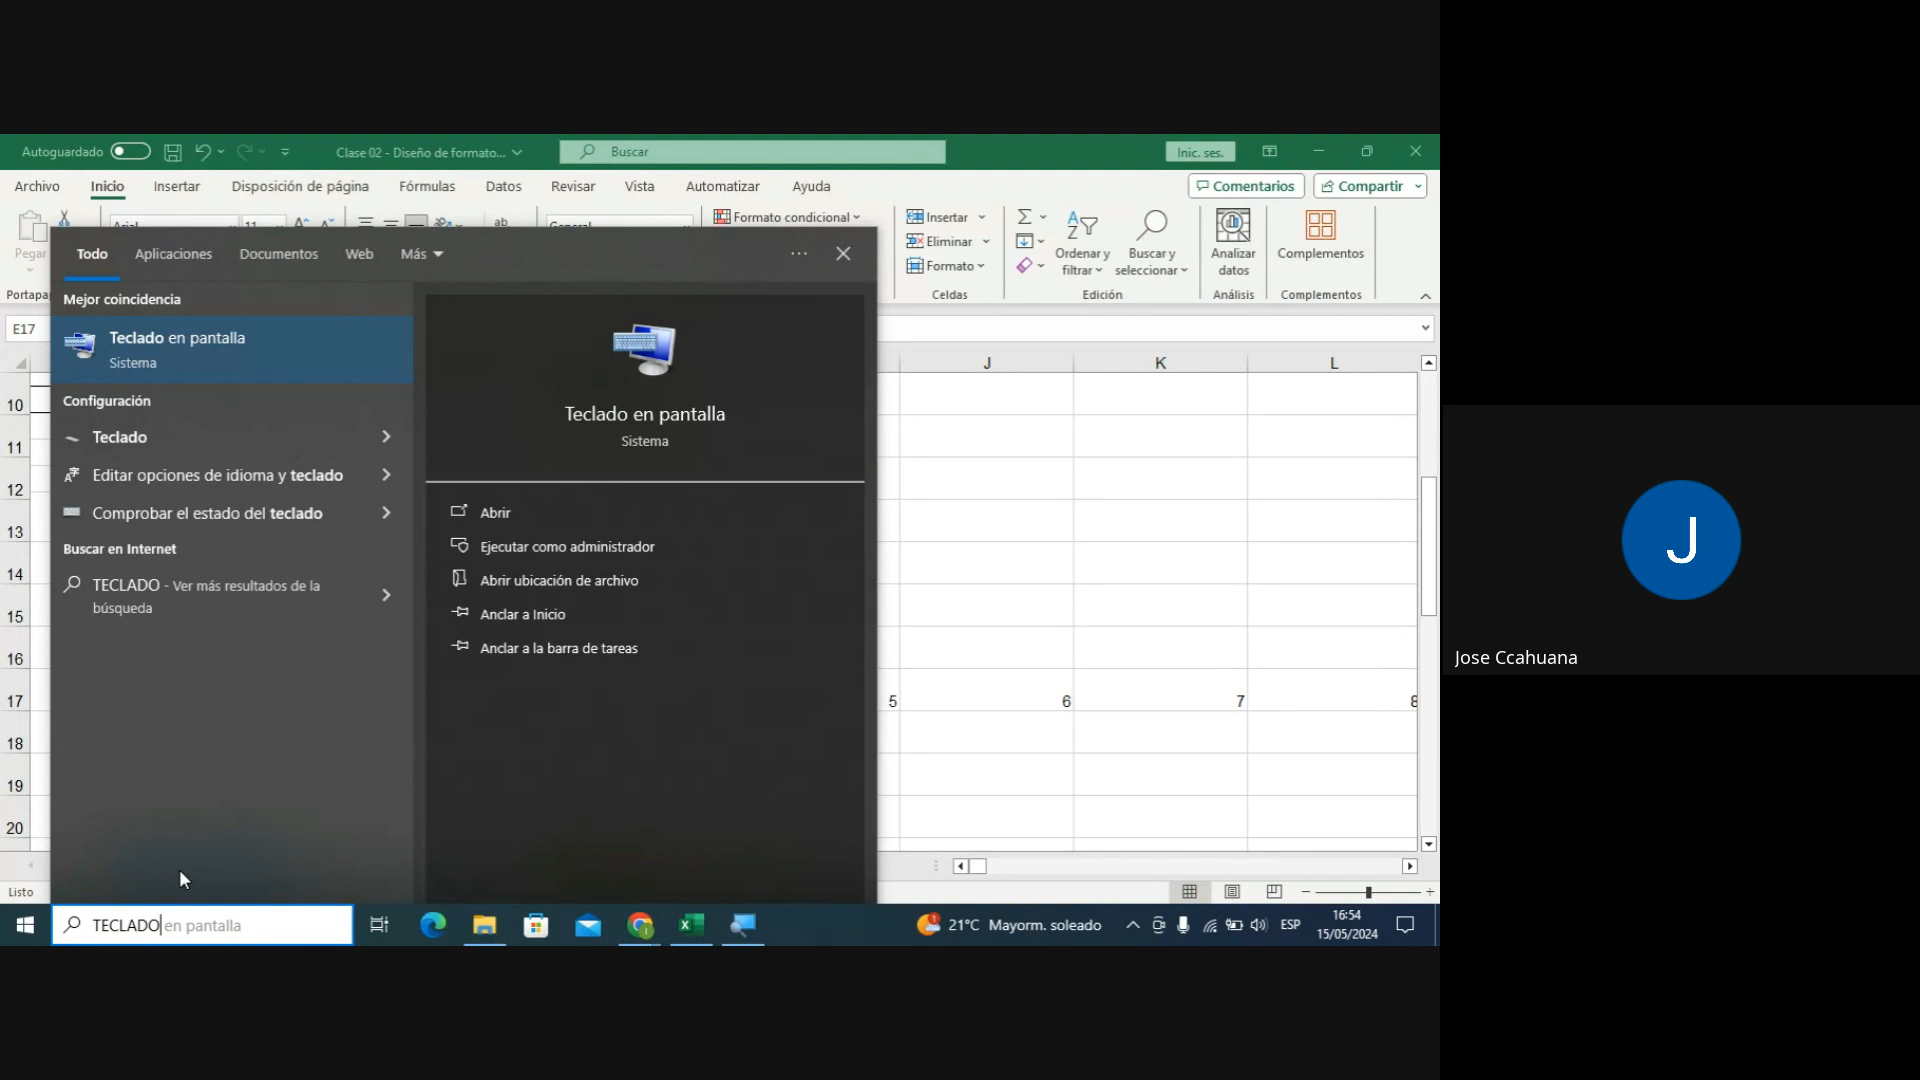 Autoguardado
Clase 02 - Diseño de formato...
Buscar
Inic. ses.
Archivo
Inicio
Insertar
Disposición de página
Fórmulas
Datos
Revisar
Vista
Automatizar
Ayuda
Comentarios
Compartir
Pegar
Arial
11
ab
General
Formato condicional
Insertar
Eliminar
Formato
Celdas
Ordenar y
filtrar
Buscar y
seleccionar
Edición
Analizar
datos
Análisis
Complementos
Complementos
Portapa
E17
J
K
L
10
11
12
13
14
15
16
17
18
19
20
5
6
7
8
Todo
Aplicaciones
Documentos
Web
Más
Mejor coincidencia
Teclado en pantalla
Sistema
Configuración
Teclado
Editar opciones de idioma y teclado
Comprobar el estado del teclado
Buscar en Internet
TECLADO - Ver más resultados de la
búsqueda
Teclado en pantalla
Sistema
Abrir
Ejecutar como administrador
Abrir ubicación de archivo
Anclar a Inicio
Anclar a la barra de tareas
Listo
TECLADO en pantalla
1
21°C Mayorm. soleado
ESP
16:54
15/05/2024
J
Jose Ccahuana